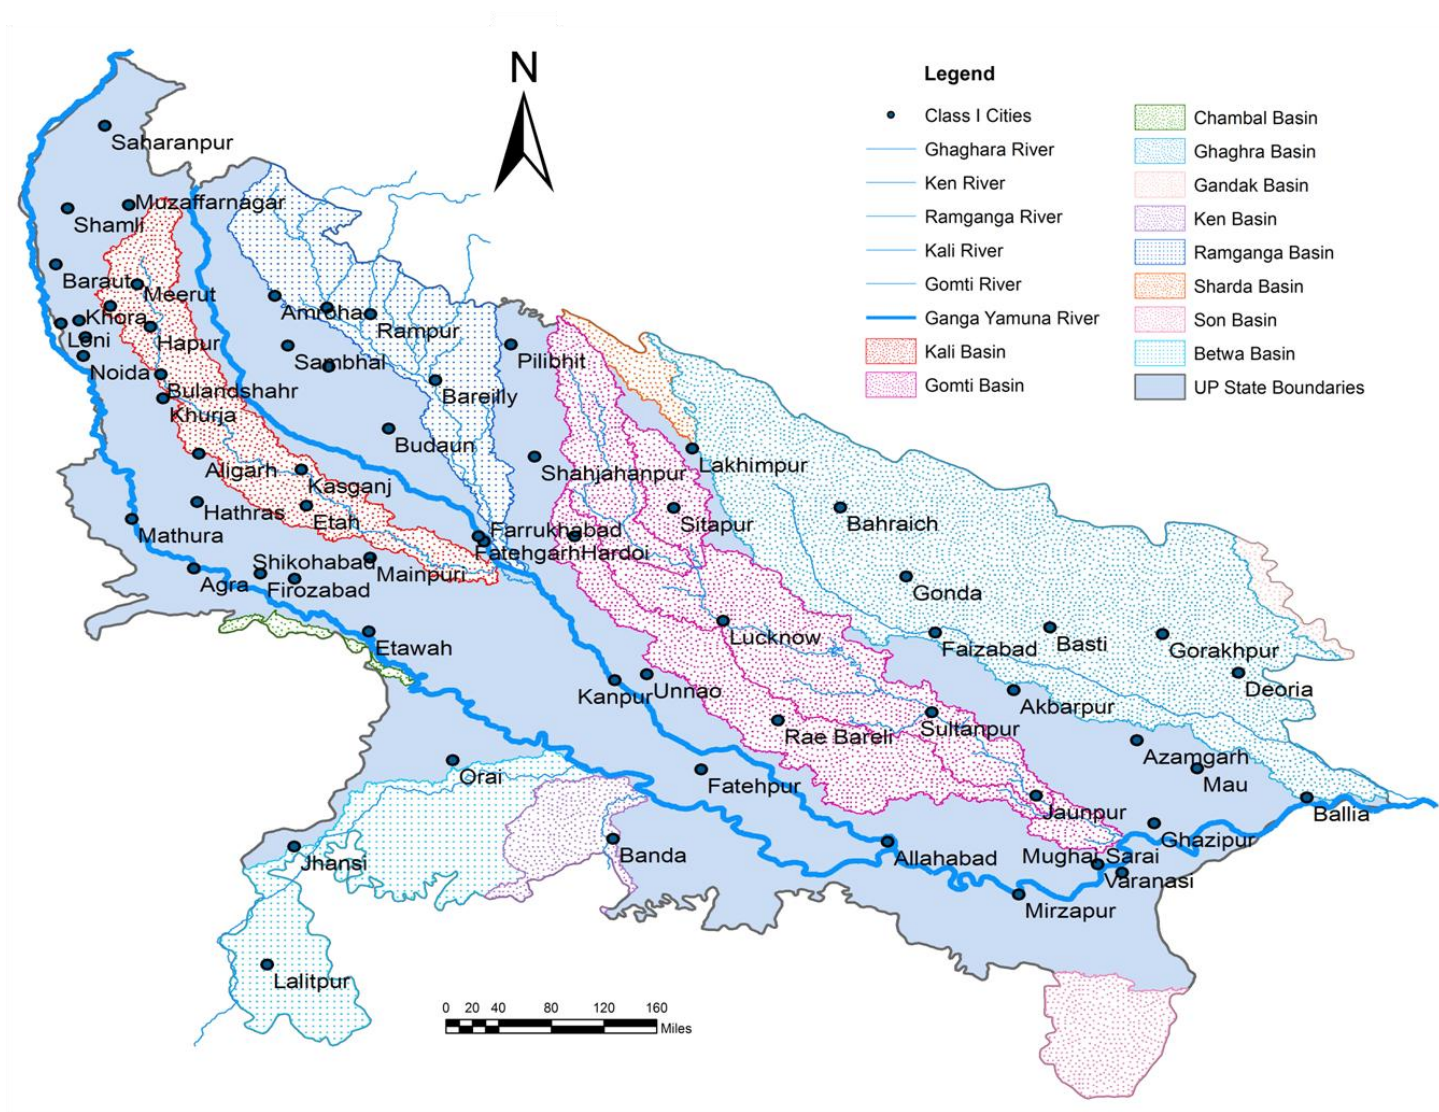 N
Legend
Class I Cities
Ghaghara River
Ken River
Ramganga River
Kali River
Gomti River
Ganga Yamuna River
Kali Basin
Gomti Basin
Chambal Basin
Ghaghra Basin
Gandak Basin
Ken Basin
Ramganga Basin
Sharda Basin
Son Basin
Betwa Basin
UP State Boundaries
Saharanpur
Muzaffarnagar
Shamli
Baraut
Meerut
Khora
Loni
Hapur
Noida
Bulandshahr
Khurja
Amroha
Rampur
Sambhal
Pilibhit
Bareilly
Budaun
Aligarh
Kasganj
Shahjahanpur
Lakhimpur
Hathras
Etah
Mathura
Farrukhabad
Sitapur
Bahraich
Shikohabad
Fatehgarh
Hardoi
Mainpuri
Agra
Firozabad
Gonda
Etawah
Lucknow
Faizabad
Basti
Gorakhpur
Kanpur
Unnao
Deoria
Akbarpur
Rae Bareli
Sultanpur
Azamgarh
Orai
Fatehpur
Mau
Jaunpur
Ballia
Ghazipur
Jhansi
Banda
Allahabad
Mughal Sarai
Varanasi
Mirzapur
Lalitpur
0 20 40 80 120 160
Miles